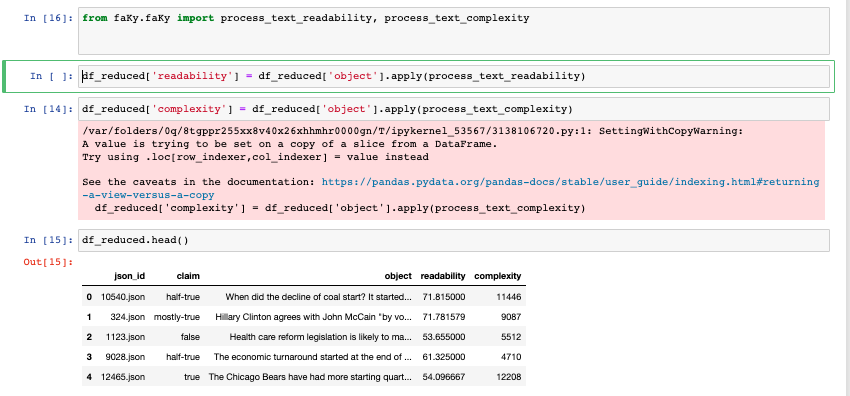 In [16]: from faKy.faKy import process_text_readability, process_text_complexity
In [ ]: df_reduced['readability'] = df_reduced['object'].apply(process_text_readability)
In [14]: df_reduced['complexity'] = df_reduced['object'].apply(process_text_complexity)
/var/folders/0q/8tgppr255xx8v40x26xhhmhr0000gn/T/ipykernel_53567/3138106720.py:1: SettingWithCopyWarning:
A value is trying to be set on a copy of a slice from a DataFrame.
Try using .loc[row_indexer,col_indexer] = value instead
See the caveats in the documentation: https://pandas.pydata.org/pandas-docs/stable/user_guide/indexing.html#returning
-a-view-versus-a-copy
df_reduced['complexity'] = df_reduced['object'].apply(process_text_complexity)
In [15]: df_reduced.head()
Out[15]:
json_id claim object readability complexity
0 10540.json half-true When did the decline of coal start? It started... 71.815000 11446
1 324.json mostly-true Hillary Clinton agrees with John McCain "by vo... 71.781579 9087
2 1123.json false Health care reform legislation is likely to ma... 53.655000 5512
3 9028.json half-true The economic turnaround started at the end of ... 61.325000 4710
4 12465.json true The Chicago Bears have had more starting quart... 54.096667 12208